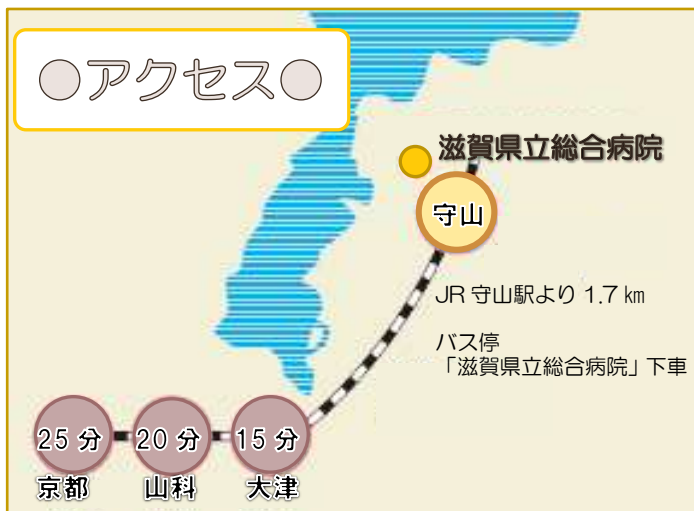 ●アクセス●
滋賀県立総合病院
守山
JR 守山駅より 1.7 ㎞
バス停
「滋賀県立総合病院」下車
25 分
20 分
15 分
京都
山科
大津